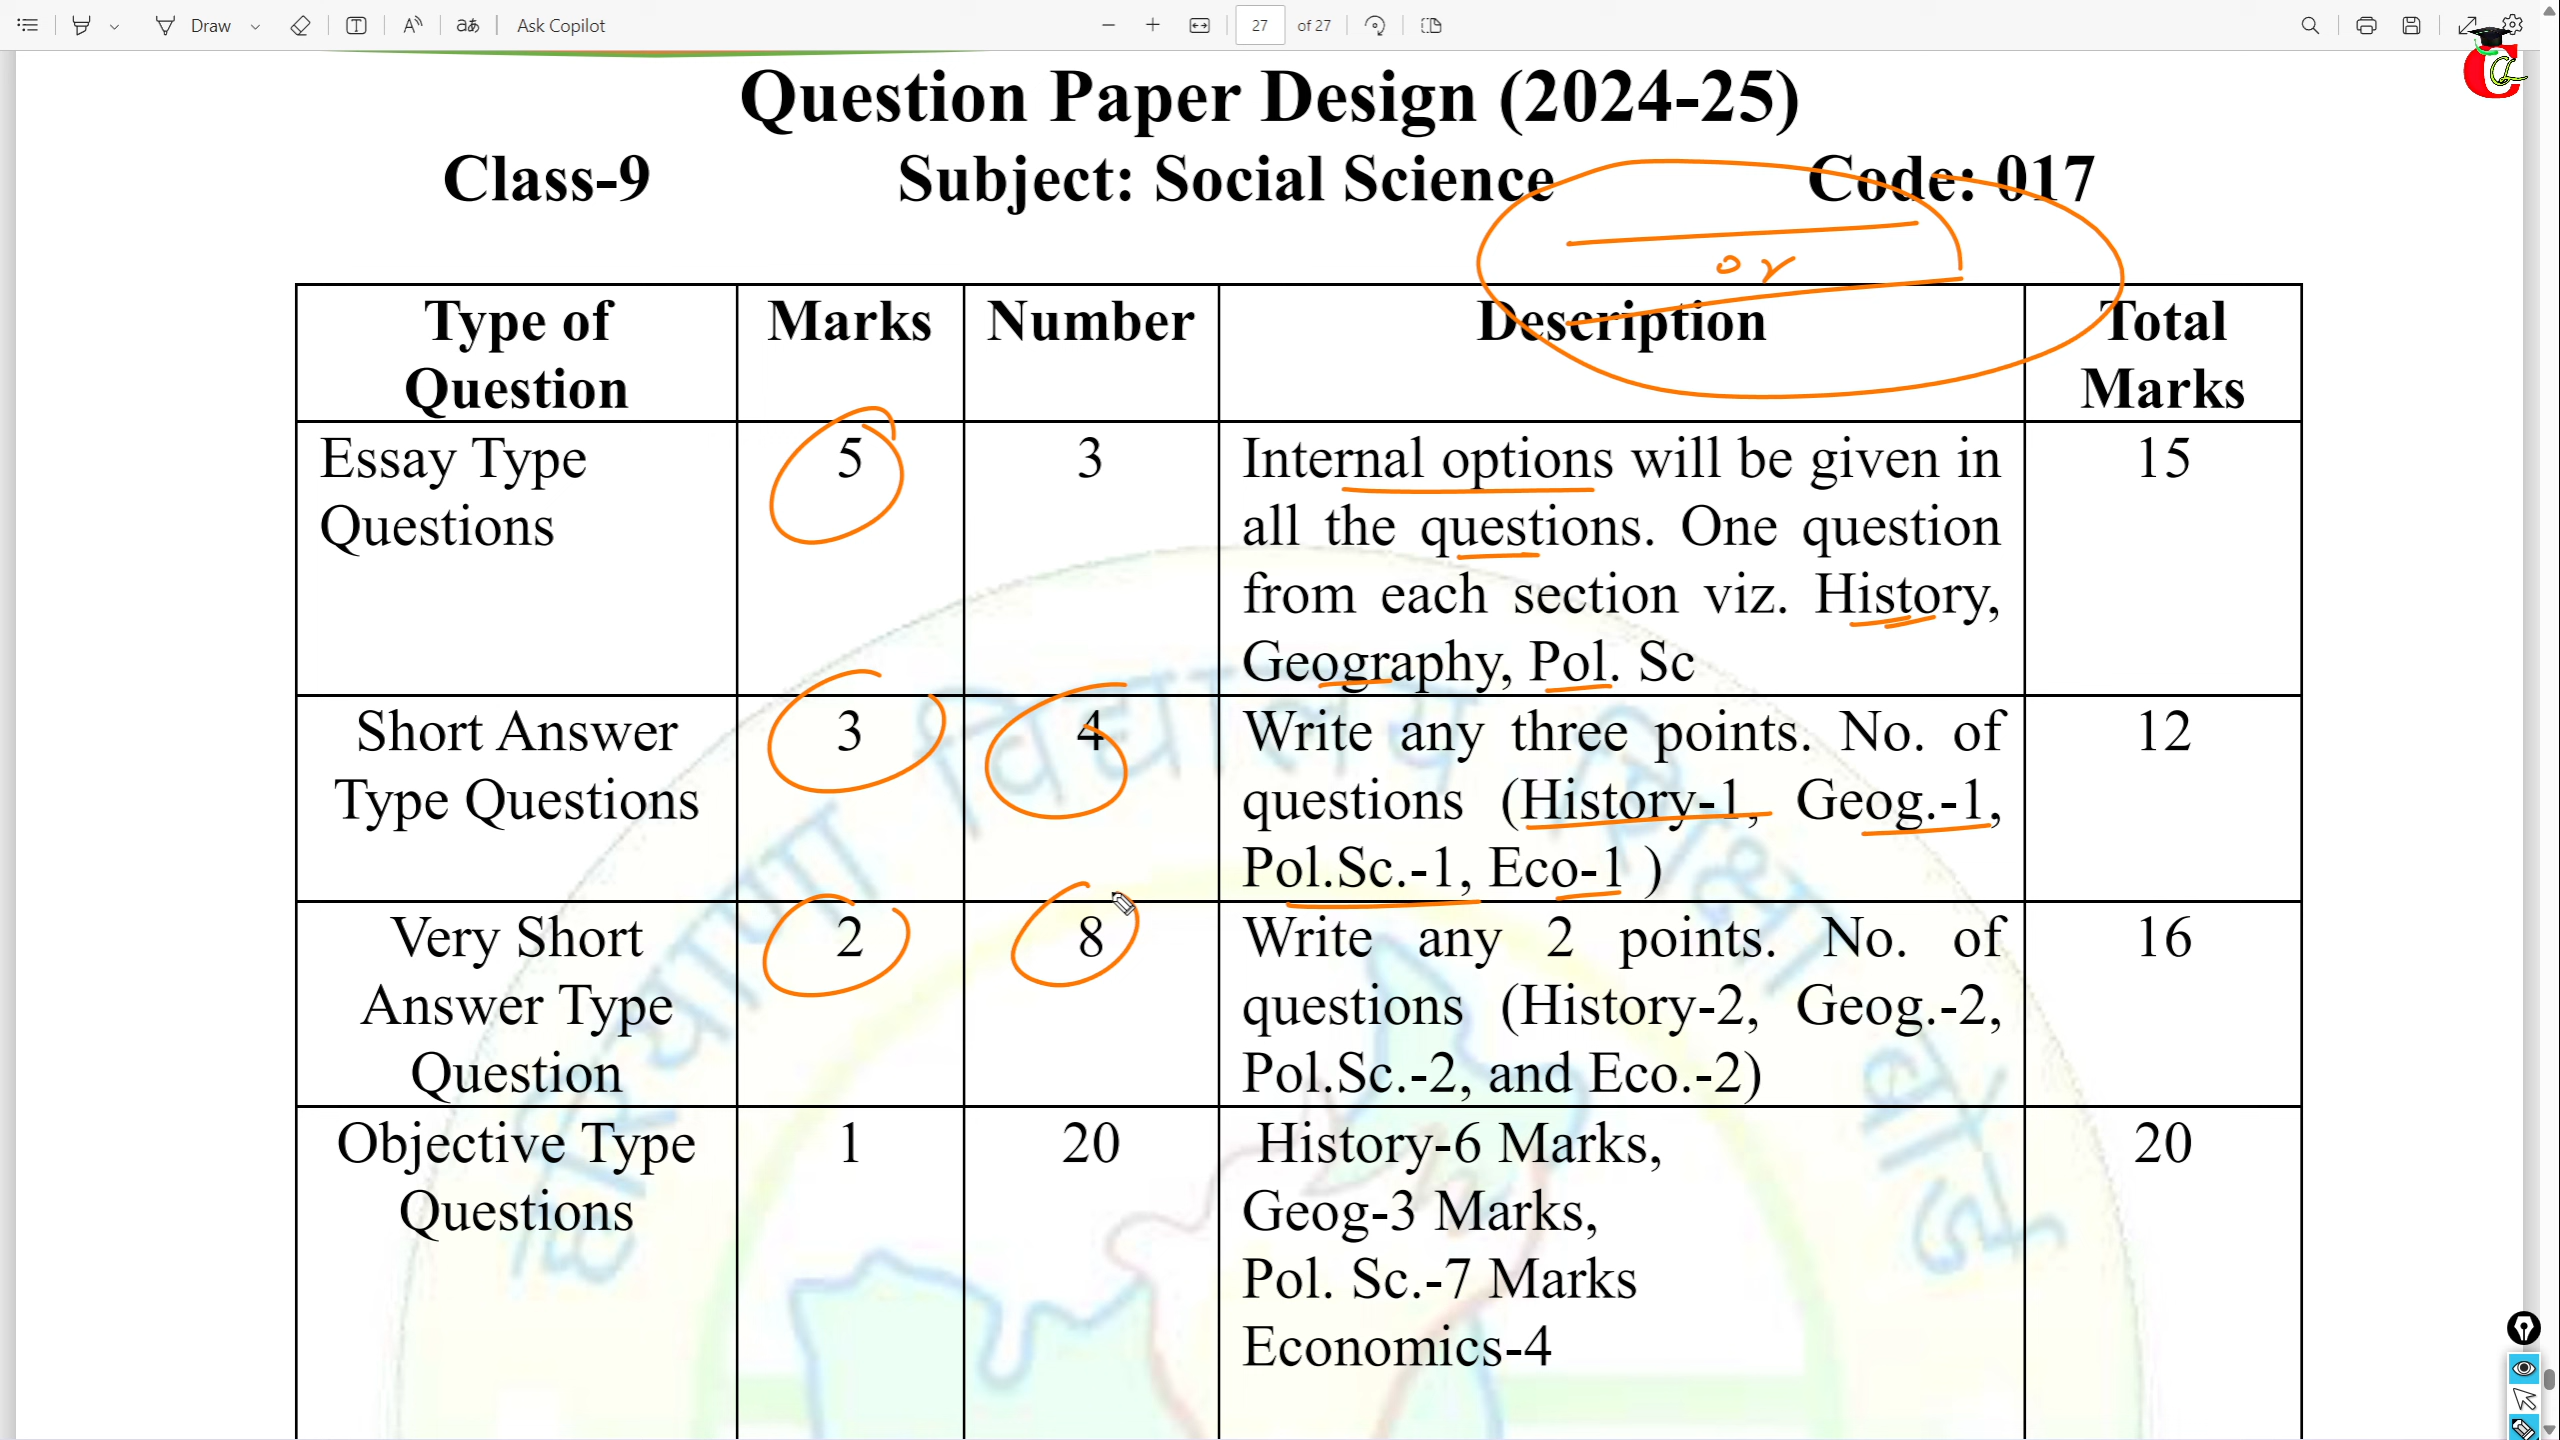 Draw
Ask Copilot
27 of 27
Question Paper Design (2024-25)
Class-9 Subject: Social Science Code: 017
or
Type of Question Marks Number Description Total Marks
Essay Type Questions 5 3 Internal options will be given in 15
all the questions. One question
from each section viz. History,
Geography, Pol. Sc
Short Answer Type Questions 3 4 Write any three points. No. of 12
questions (History-1, Geog.-1,
Pol.Sc.-1, Eco-1 )
Very Short Answer Type Question 2 8 Write any 2 points. No. of 16
questions (History-2, Geog.-2,
Pol.Sc.-2, and Eco.-2)
Objective Type Questions 1 20 History-6 Marks, 20
Geog-3 Marks,
Pol. Sc.-7 Marks
Economics-4
हरियाणा विद्यालय शिक्षा बोर्ड